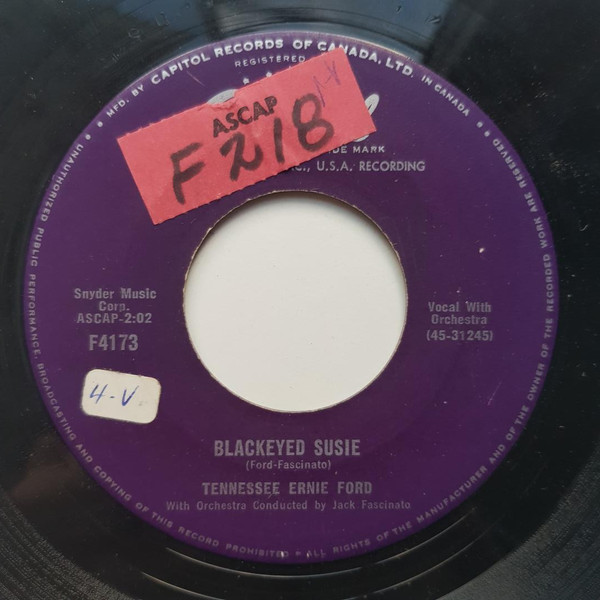 MFD. BY CAPITOL RECORDS OF CANADA, LTD. IN CANADA
REGISTERED
ASCAP
F218
DE MARK
INC., U.S.A. RECORDING
Snyder Music
Corp.
ASCAP-2:02
F4173
Vocal With
Orchestra
(45-31245)
4-V
BLACKEYED SUSIE
(Ford-Fascinato)
TENNESSEE ERNIE FORD
With Orchestra Conducted by Jack Fascinato
UNAUTHORIZED PUBLIC PERFORMANCE, BROADCASTING AND COPYING OF THIS RECORD PROHIBITED • ALL RIGHTS OF THE MANUFACTURER AND OF THE OWNER OF THE RECORDED WORK ARE RESERVED